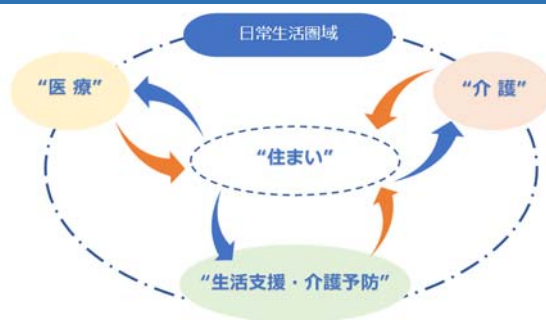 日常生活圏域
“医 療”
“介 護”
“住まい”
“生活支援・介護予防”